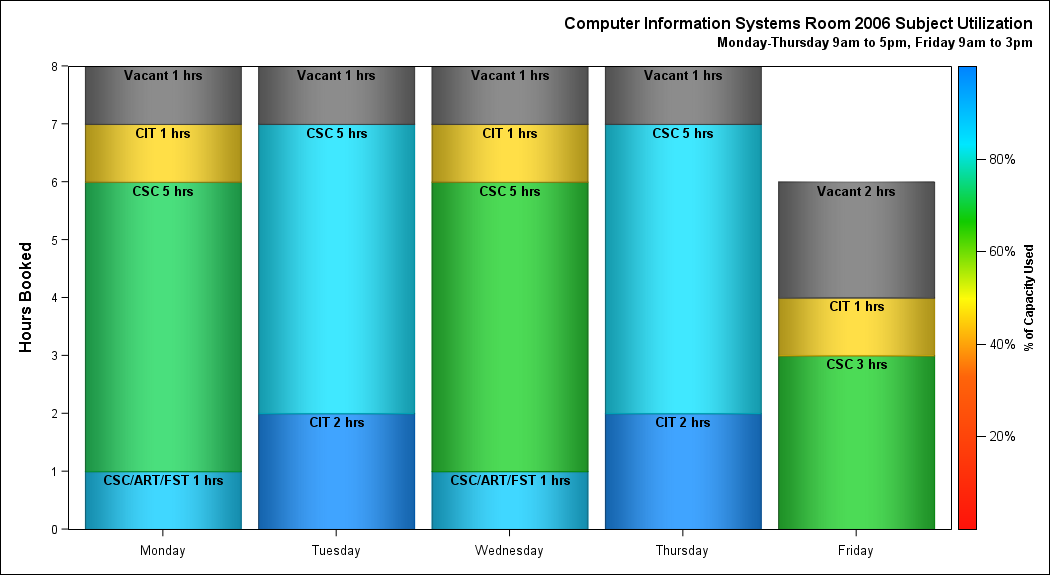 Computer Information Systems Room 2006 Subject Utilization
Monday-Thursday 9am to 5pm, Friday 9am to 3pm
Hours Booked
8
7
6
5
4
3
2
1
0
Vacant 1 hrs
CIT 1 hrs
CSC 5 hrs
CSC/ART/FST 1 hrs
Monday
Vacant 1 hrs
CSC 5 hrs
CIT 2 hrs
Tuesday
Vacant 1 hrs
CIT 1 hrs
CSC 5 hrs
CSC/ART/FST 1 hrs
Wednesday
Vacant 1 hrs
CSC 5 hrs
CIT 2 hrs
Thursday
Vacant 2 hrs
CIT 1 hrs
CSC 3 hrs
Friday
80%
60%
40%
20%
% of Capacity Used